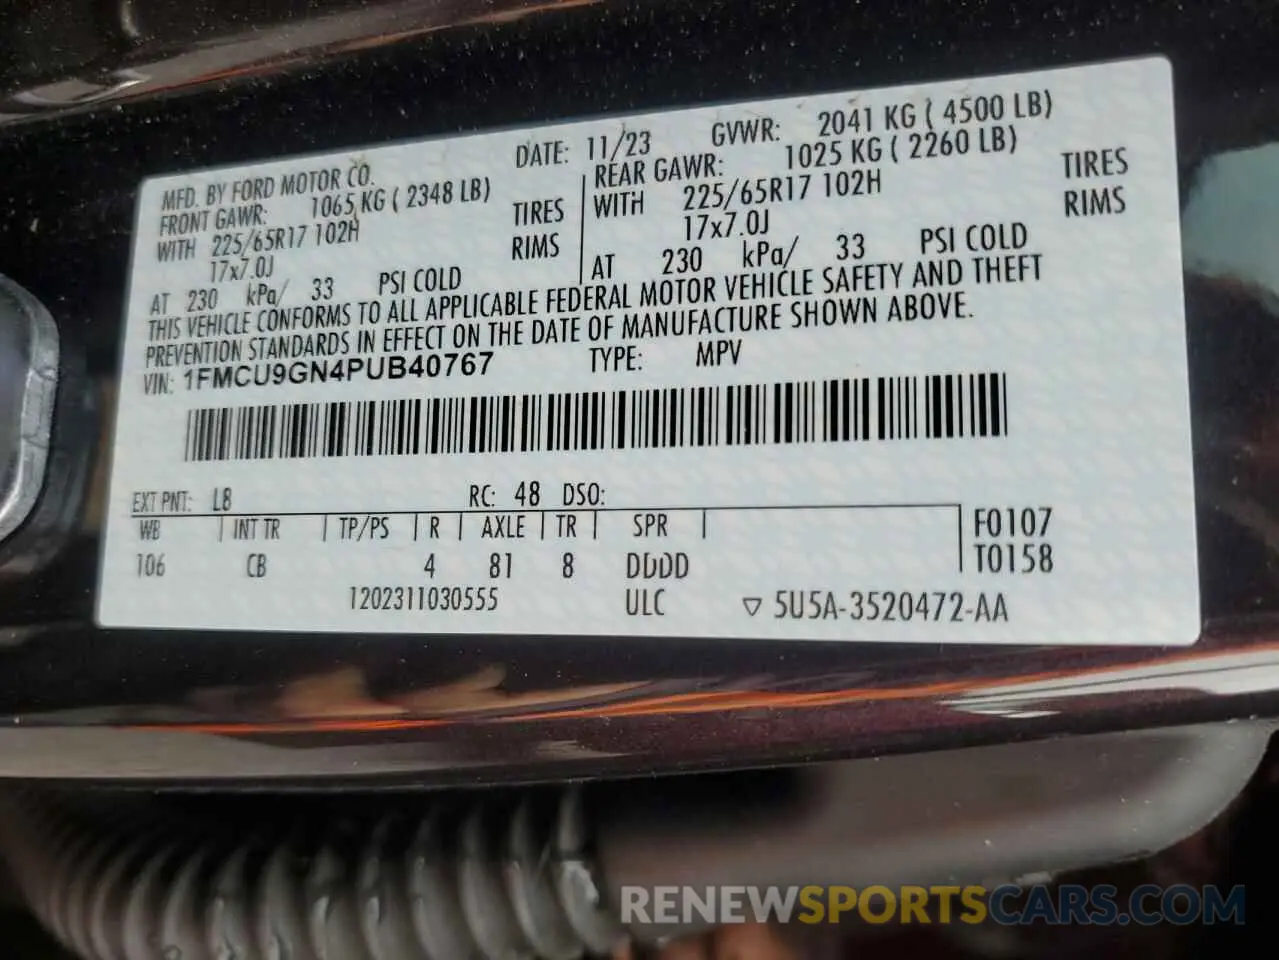 MFD. BY FORD MOTOR CO. DATE: 11/23 GVWR: 2041 KG ( 4500 LB)
FRONT GAWR: 1065 KG ( 2348 LB) REAR GAWR: 1025 KG ( 2260 LB)
WITH 225/65R17 102H TIRES WITH 225/65R17 102H TIRES
17x7.0J RIMS 17x7.0J RIMS
AT 230 kPa/ 33 PSI COLD AT 230 kPa/ 33 PSI COLD
THIS VEHICLE CONFORMS TO ALL APPLICABLE FEDERAL MOTOR VEHICLE SAFETY AND THEFT
PREVENTION STANDARDS IN EFFECT ON THE DATE OF MANUFACTURE SHOWN ABOVE.
VIN: 1FMCU9GN4PUB40767 TYPE: MPV
EXT PNT: LB RC: 48 DSO:
WB INT TR TP/PS R AXLE TR SPR F0107
106 CB 4 81 8 DDDD T0158
1202311030555 ULC ▽ 5U5A-3520472-AA
RENEWSPORTSCARS.COM